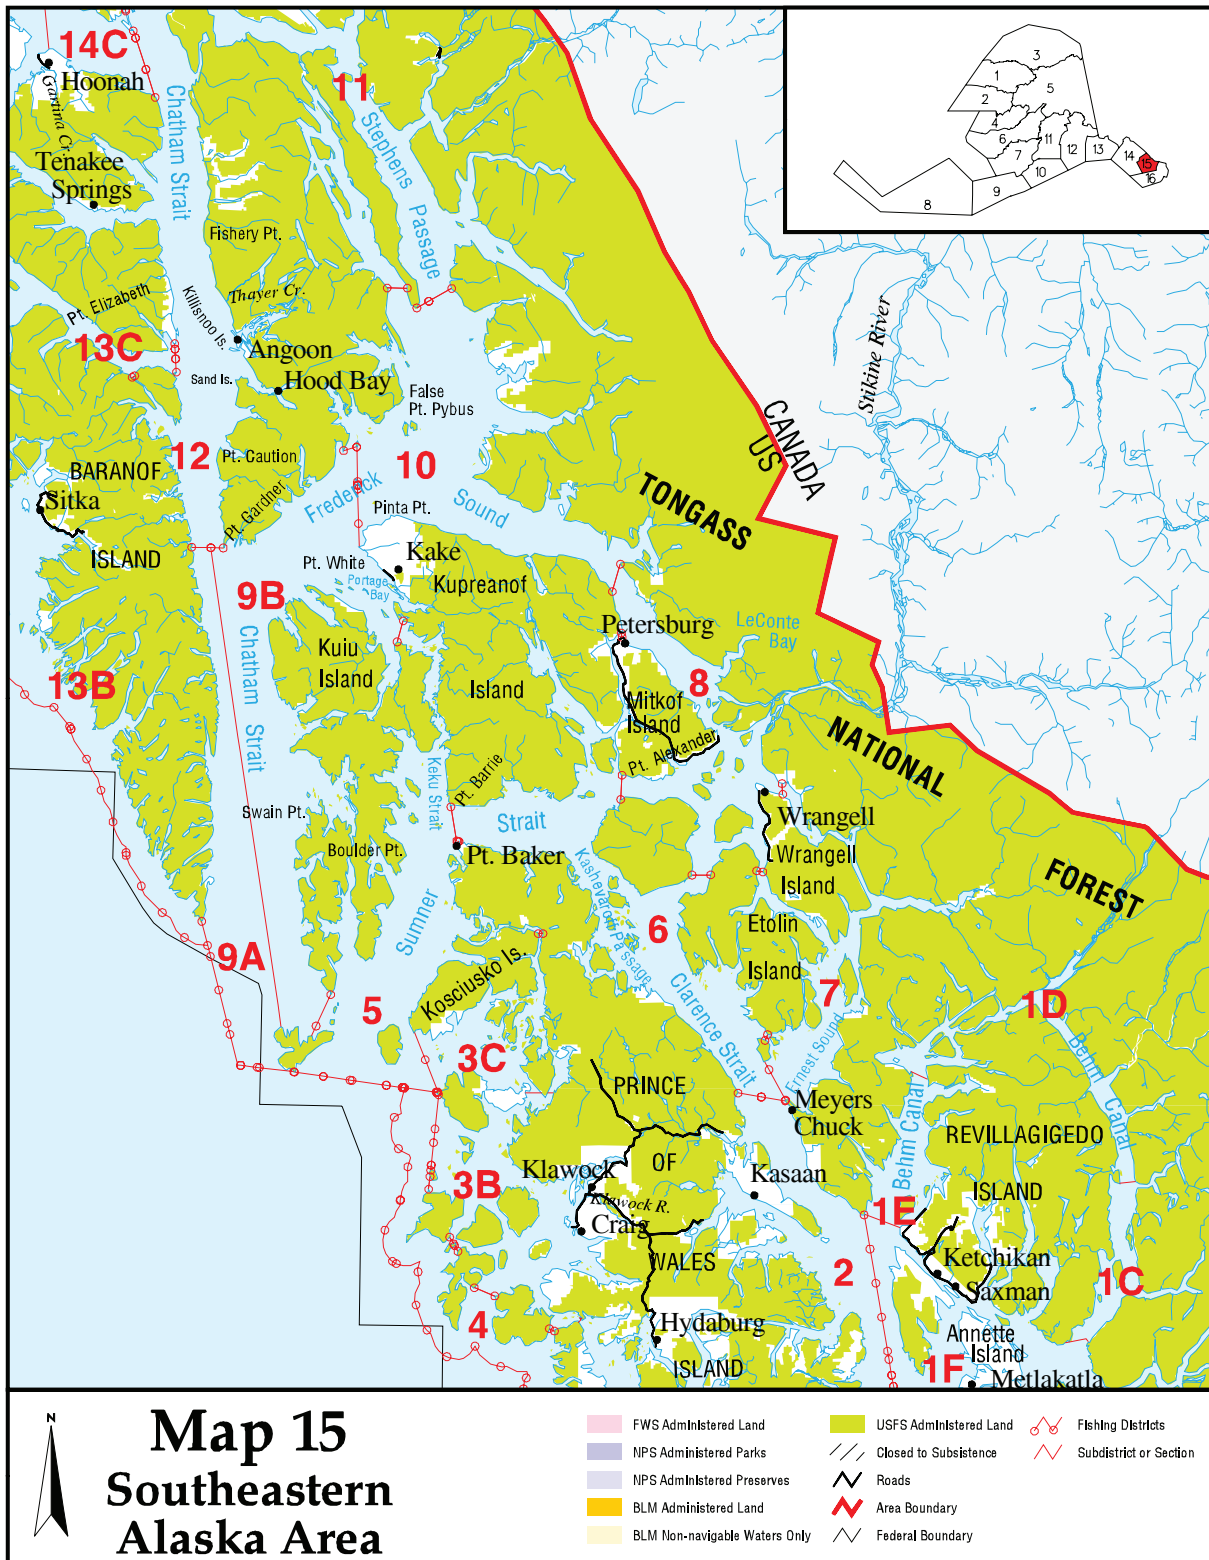 14C
Hoonah
Gartina Cr.
Tenakee
Springs
Chatham Strait
11
Stephens
Passage
3
1
5
2
4
6
11
7
12
13
14
15
16
10
9
8
Fishery Pt.
Pt. Elizabeth
Killisnoo Is.
Thayer Cr.
13C
Angoon
Sand Is.
Hood Bay
False
Pt. Pybus
Stikine River
CANADA
US
12
Pt. Caution
10
BARANOF
Sitka
ISLAND
Pt. Gardner
Frederick
Sound
Pinta Pt.
TONGASS
Pt. White
Kake
Portage
Bay
Kupreanof
9B
Petersburg
LeConte
Bay
Chatham
Strait
Kuiu
Island
Island
13B
8
Mitkof
Island
Pt. Alexander
NATIONAL
Keku Strait
Pt. Barrie
Swain Pt.
Strait
Wrangell
Boulder Pt.
Pt. Baker
Wrangell
Island
Kashevarof Passage
FOREST
Sumner
6
Etolin
Island
9A
Kosciusko Is.
7
5
Clarence Strait
1D
3C
Ernest Sound
Behm
Canal
PRINCE
Meyers
Chuck
Behm Canal
REVILLAGIGEDO
OF
Klawock
Kasaan
3B
ISLAND
Klawock R.
1E
Craig
WALES
Ketchikan
2
Saxman
1C
4
Hydaburg
Annette
Island
ISLAND
1F
Metlakatla
N
Map 15
Southeastern
Alaska Area
FWS Administered Land
NPS Administered Parks
NPS Administered Preserves
BLM Administered Land
BLM Non-navigable Waters Only
USFS Administered Land
Closed to Subsistence
Roads
Area Boundary
Federal Boundary
Fishing Districts
Subdistrict or Section